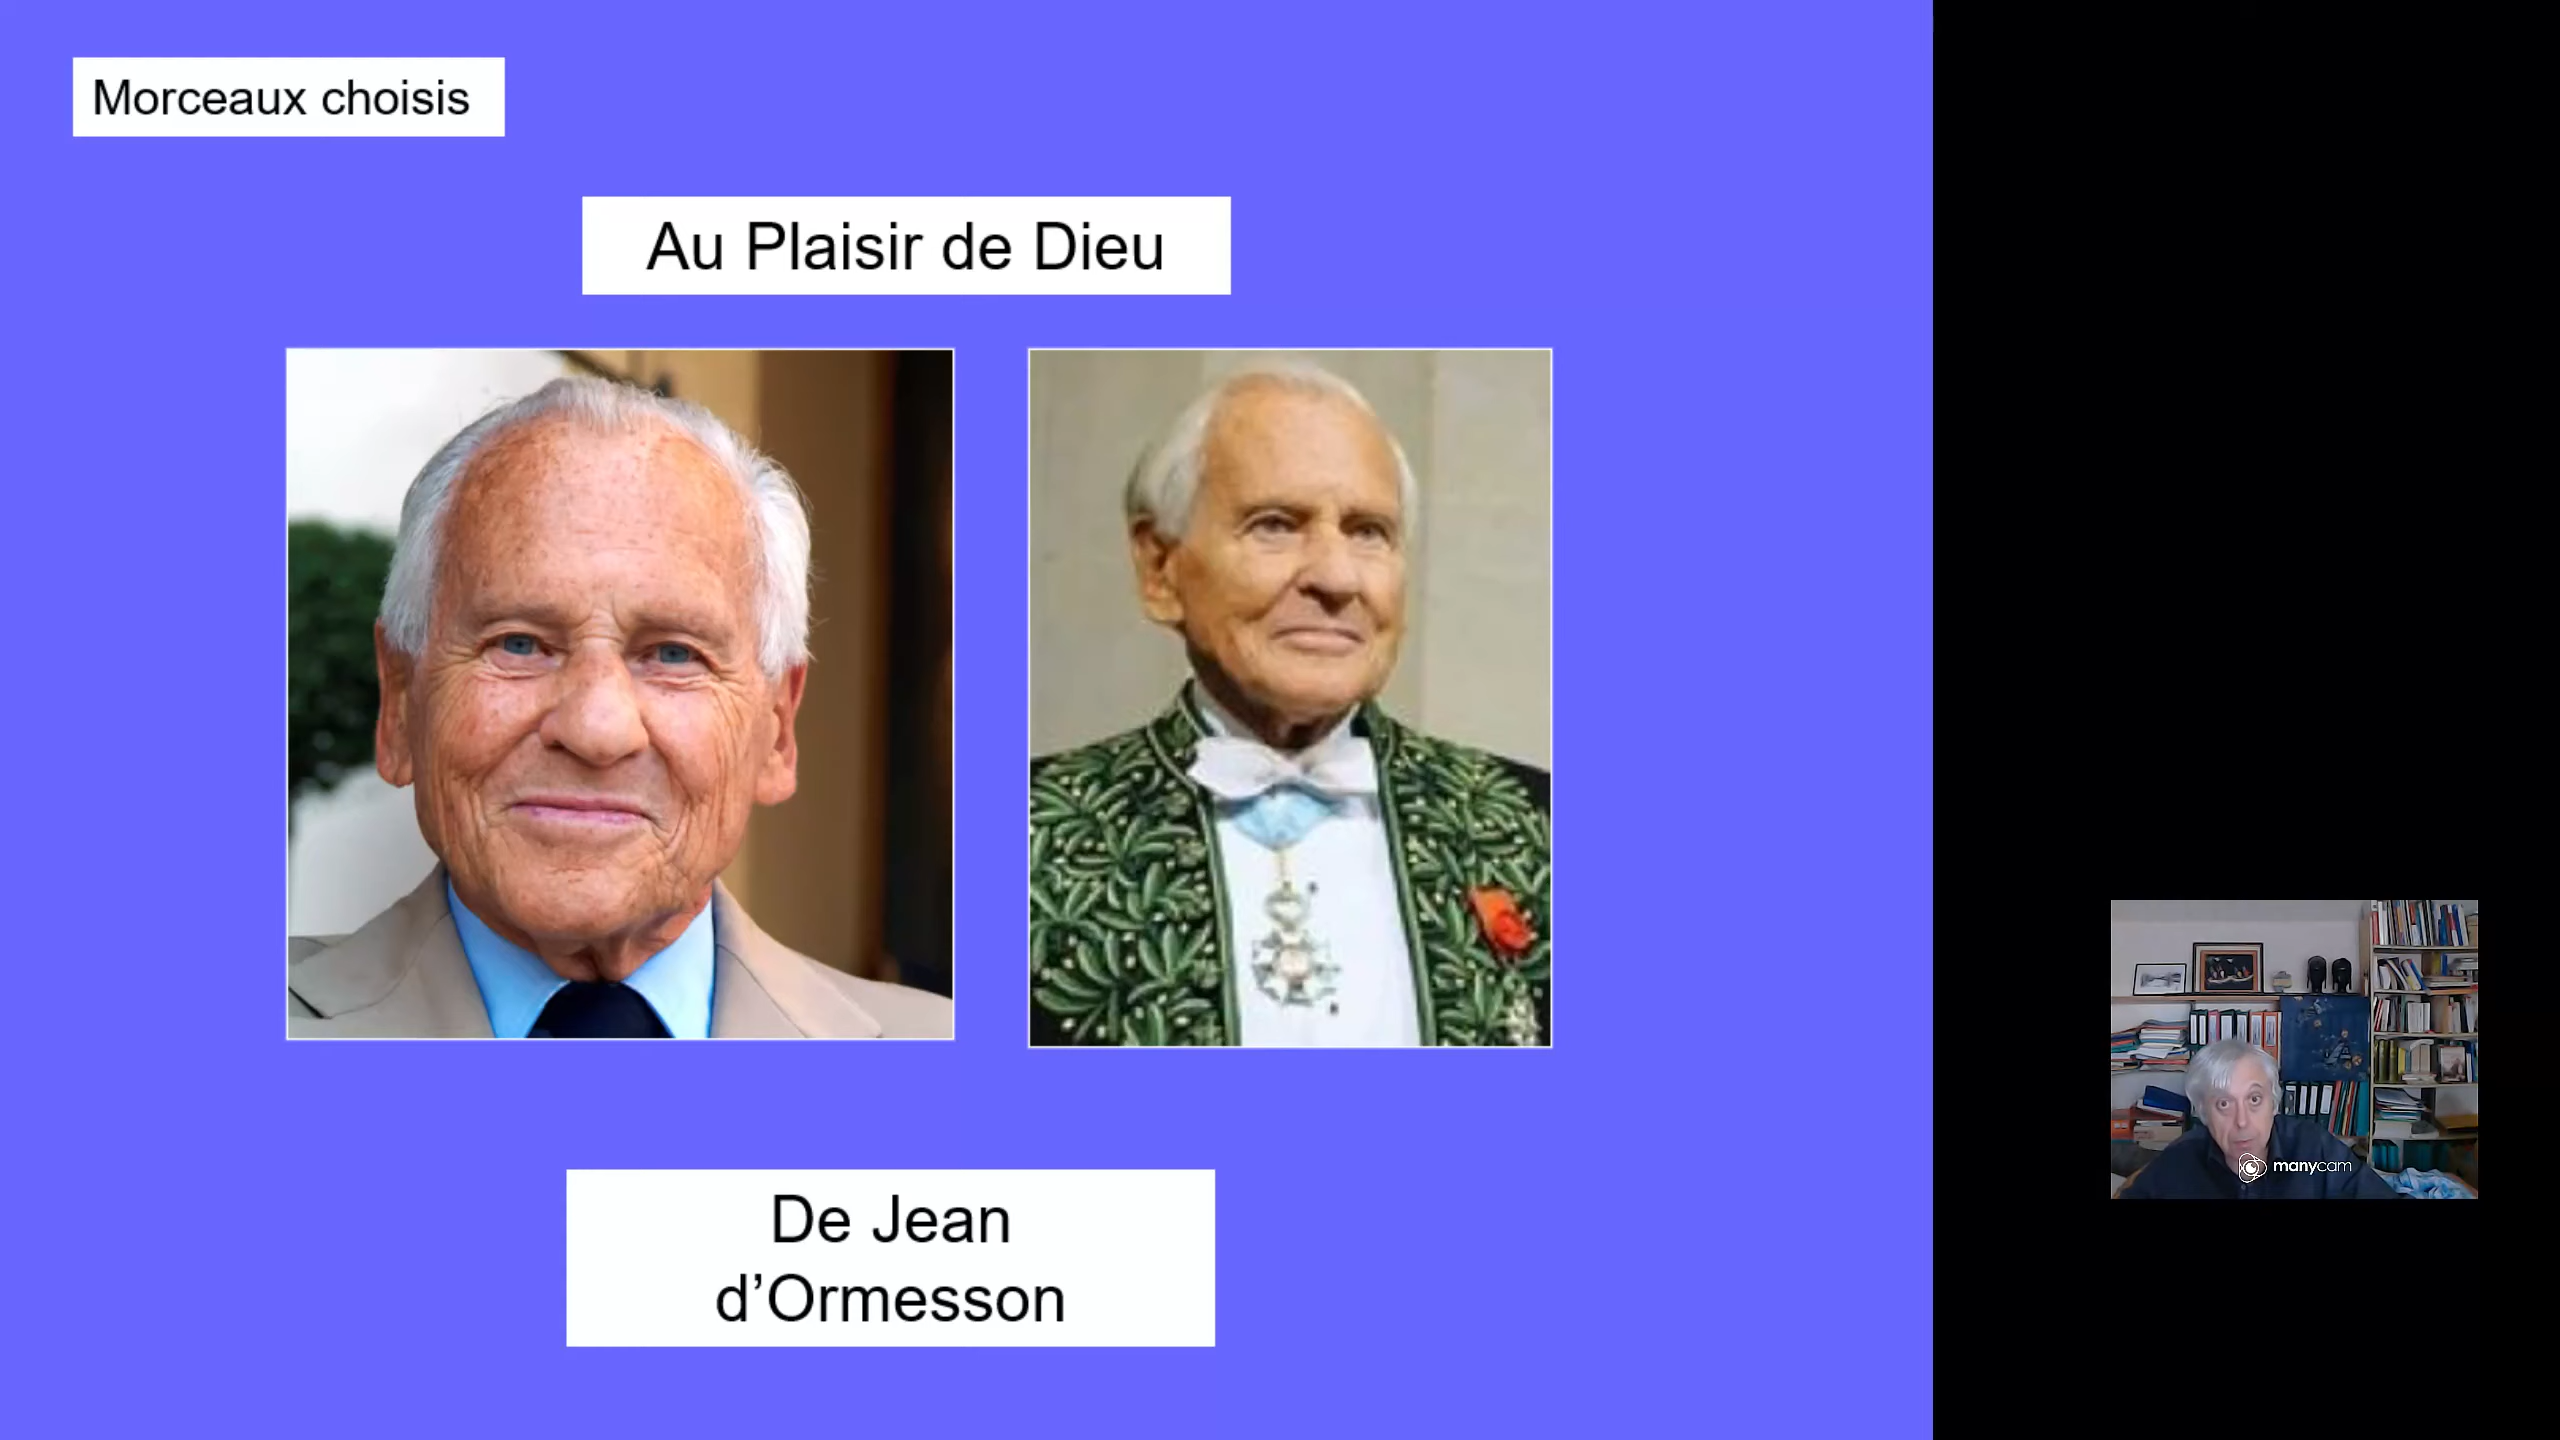 Morceaux choisis
Au Plaisir de Dieu
De Jean
d’Ormesson
manycam